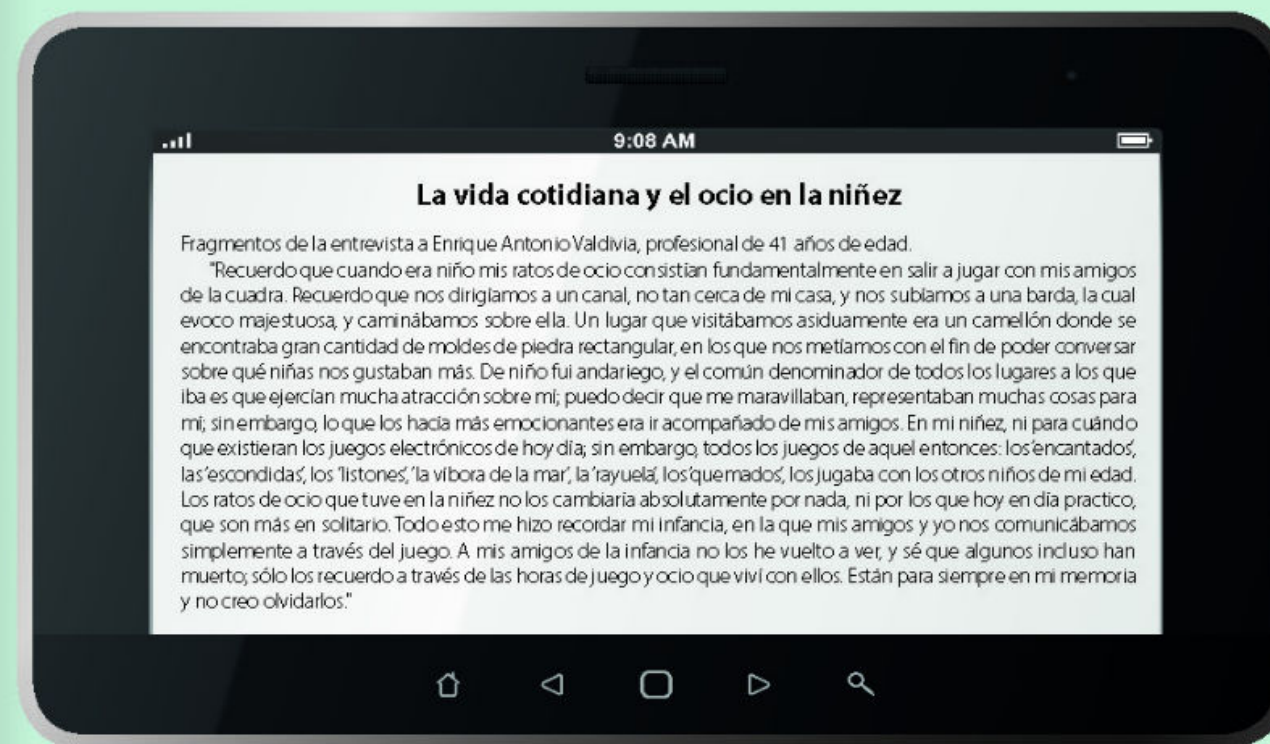 9:08 AM
La vida cotidiana y el ocio en la niñez
Fragmentos de la entrevista a Enrique Antonio Valdivia, profesional de 41 años de edad.
"Recuerdo que cuando era niño mis ratos de ocio consistían fundamentalmente en salir a jugar con mis amigos
de la cuadra. Recuerdo que nos dirigíamos a un canal, no tan cerca de mi casa, y nos subíamos a una barda, la cual
evoco majestuosa, y caminábamos sobre ella. Un lugar que visitábamos asiduamente era un camellón donde se
encontraba gran cantidad de moldes de piedra rectangular, en los que nos metíamos con el fin de poder conversar
sobre qué niñas nos gustaban más. De niño fui andariego, y el común denominador de todos los lugares a los que
iba es que ejercían mucha atracción sobre mí; puedo decir que me maravillaban, representaban muchas cosas para
mí; sin embargo, lo que los hacía más emocionantes era ir acompañado de mis amigos. En mi niñez, ni para cuándo
que existieran los juegos electrónicos de hoy día; sin embargo, todos los juegos de aquel entonces: los 'encantados',
las 'escondidas', los 'listones', 'la víbora de la mar', la 'rayuela', los 'quemados', los jugaba con los otros niños de mi edad.
Los ratos de ocio que tuve en la niñez no los cambiaría absolutamente por nada, ni por los que hoy en día practico,
que son más en solitario. Todo esto me hizo recordar mi infancia, en la que mis amigos y yo nos comunicábamos
simplemente a través del juego. A mis amigos de la infancia no los he vuelto a ver, y sé que algunos incluso han
muerto; sólo los recuerdo a través de las horas de juego y ocio que viví con ellos. Están para siempre en mi memoria
y no creo olvidarlos."